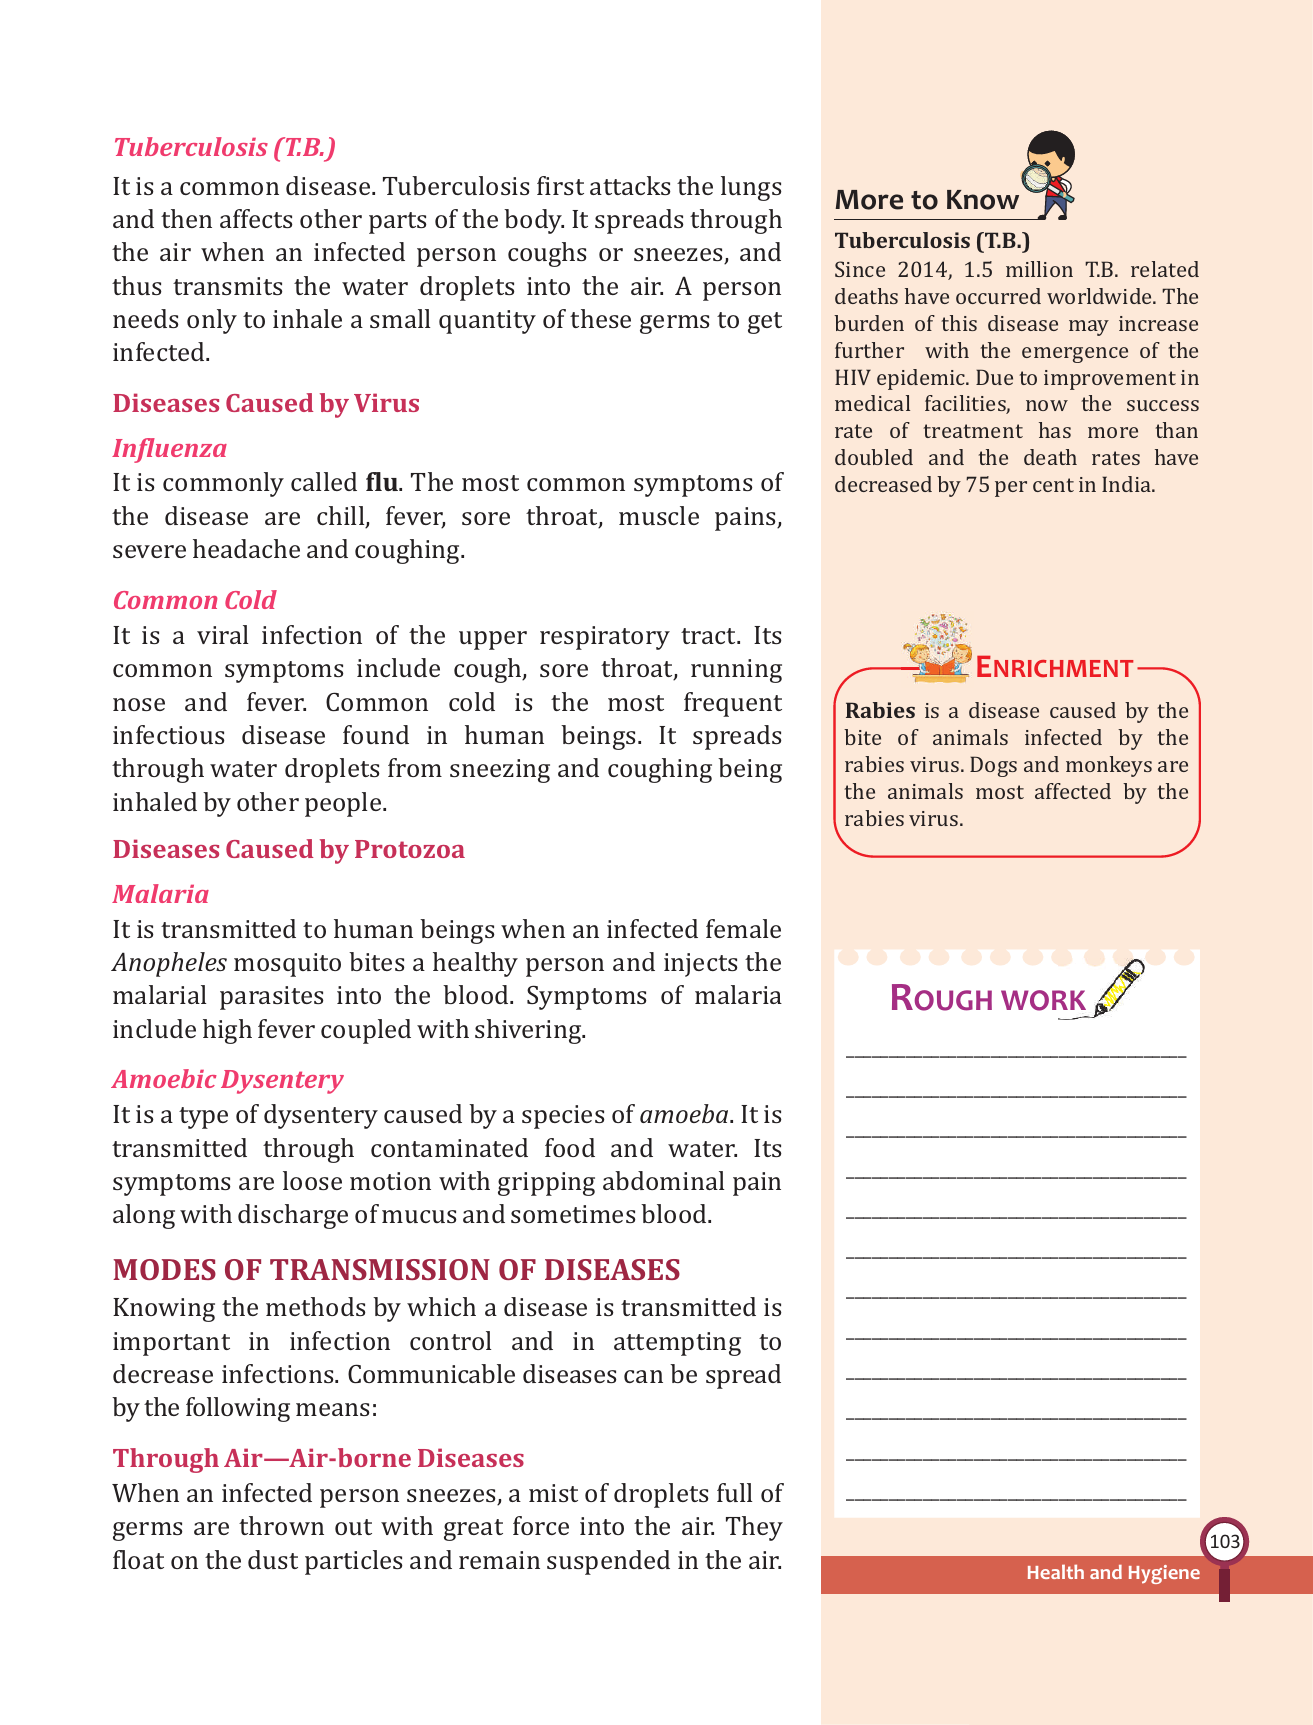 Tuberculosis (T.B.)
It is a common disease. Tuberculosis first attacks the lungs
and then affects other parts of the body. It spreads through
the air when an infected person coughs or sneezes, and
thus transmits the water droplets into the air. A person
needs only to inhale a small quantity of these germs to get
infected.
Diseases Caused by Virus
Influenza
It is commonly called flu. The most common symptoms of
the disease are chill, fever, sore throat, muscle pains,
severe headache and coughing.
Common Cold
It is a viral infection of the upper respiratory tract. Its
common symptoms include cough, sore throat, running
nose and fever. Common cold is the most frequent
infectious disease found in human beings. It spreads
through water droplets from sneezing and coughing being
inhaled by other people.
Diseases Caused by Protozoa
Malaria
It is transmitted to human beings when an infected female
Anopheles mosquito bites a healthy person and injects the
malarial parasites into the blood. Symptoms of malaria
include high fever coupled with shivering.
Amoebic Dysentery
It is a type of dysentery caused by a species of amoeba. It is
transmitted through contaminated food and water. Its
symptoms are loose motion with gripping abdominal pain
along with discharge of mucus and sometimes blood.
MODES OF TRANSMISSION OF DISEASES
Knowing the methods by which a disease is transmitted is
important in infection control and in attempting to
decrease infections. Communicable diseases can be spread
by the following means:
Through Air—Air-borne Diseases
When an infected person sneezes, a mist of droplets full of
germs are thrown out with great force into the air. They
float on the dust particles and remain suspended in the air.
More to Know
Tuberculosis (T.B.)
Since 2014, 1.5 million T.B. related
deaths have occurred worldwide. The
burden of this disease may increase
further with the emergence of the
HIV epidemic. Due to improvement in
medical facilities, now the success
rate of treatment has more than
doubled and the death rates have
decreased by 75 per cent in India.
ENRICHMENT
Rabies is a disease caused by the
bite of animals infected by the
rabies virus. Dogs and monkeys are
the animals most affected by the
rabies virus.
ROUGH WORK
103
Health and Hygiene